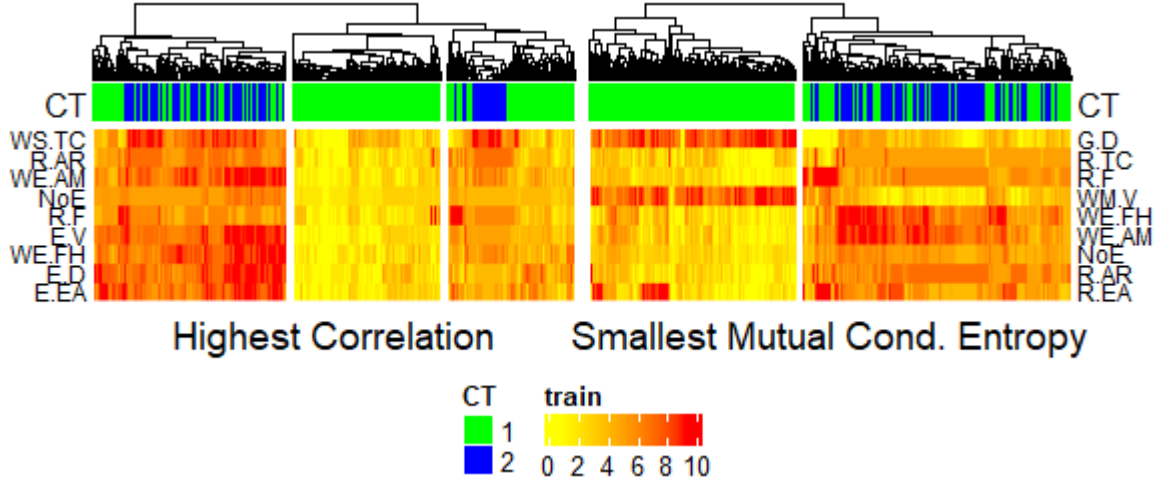 CT
CT
WS.TC
R.AR
WE.AM
NoE
R.F
E.V
WE.FH
E.D
E.EA
G.D
R.TC
R.F
WM.V
WE.FH
WE.AM
NoE
R.AR
R.EA
Highest Correlation
Smallest Mutual Cond. Entropy
CT
train
1
2
0 2 4 6 8 10